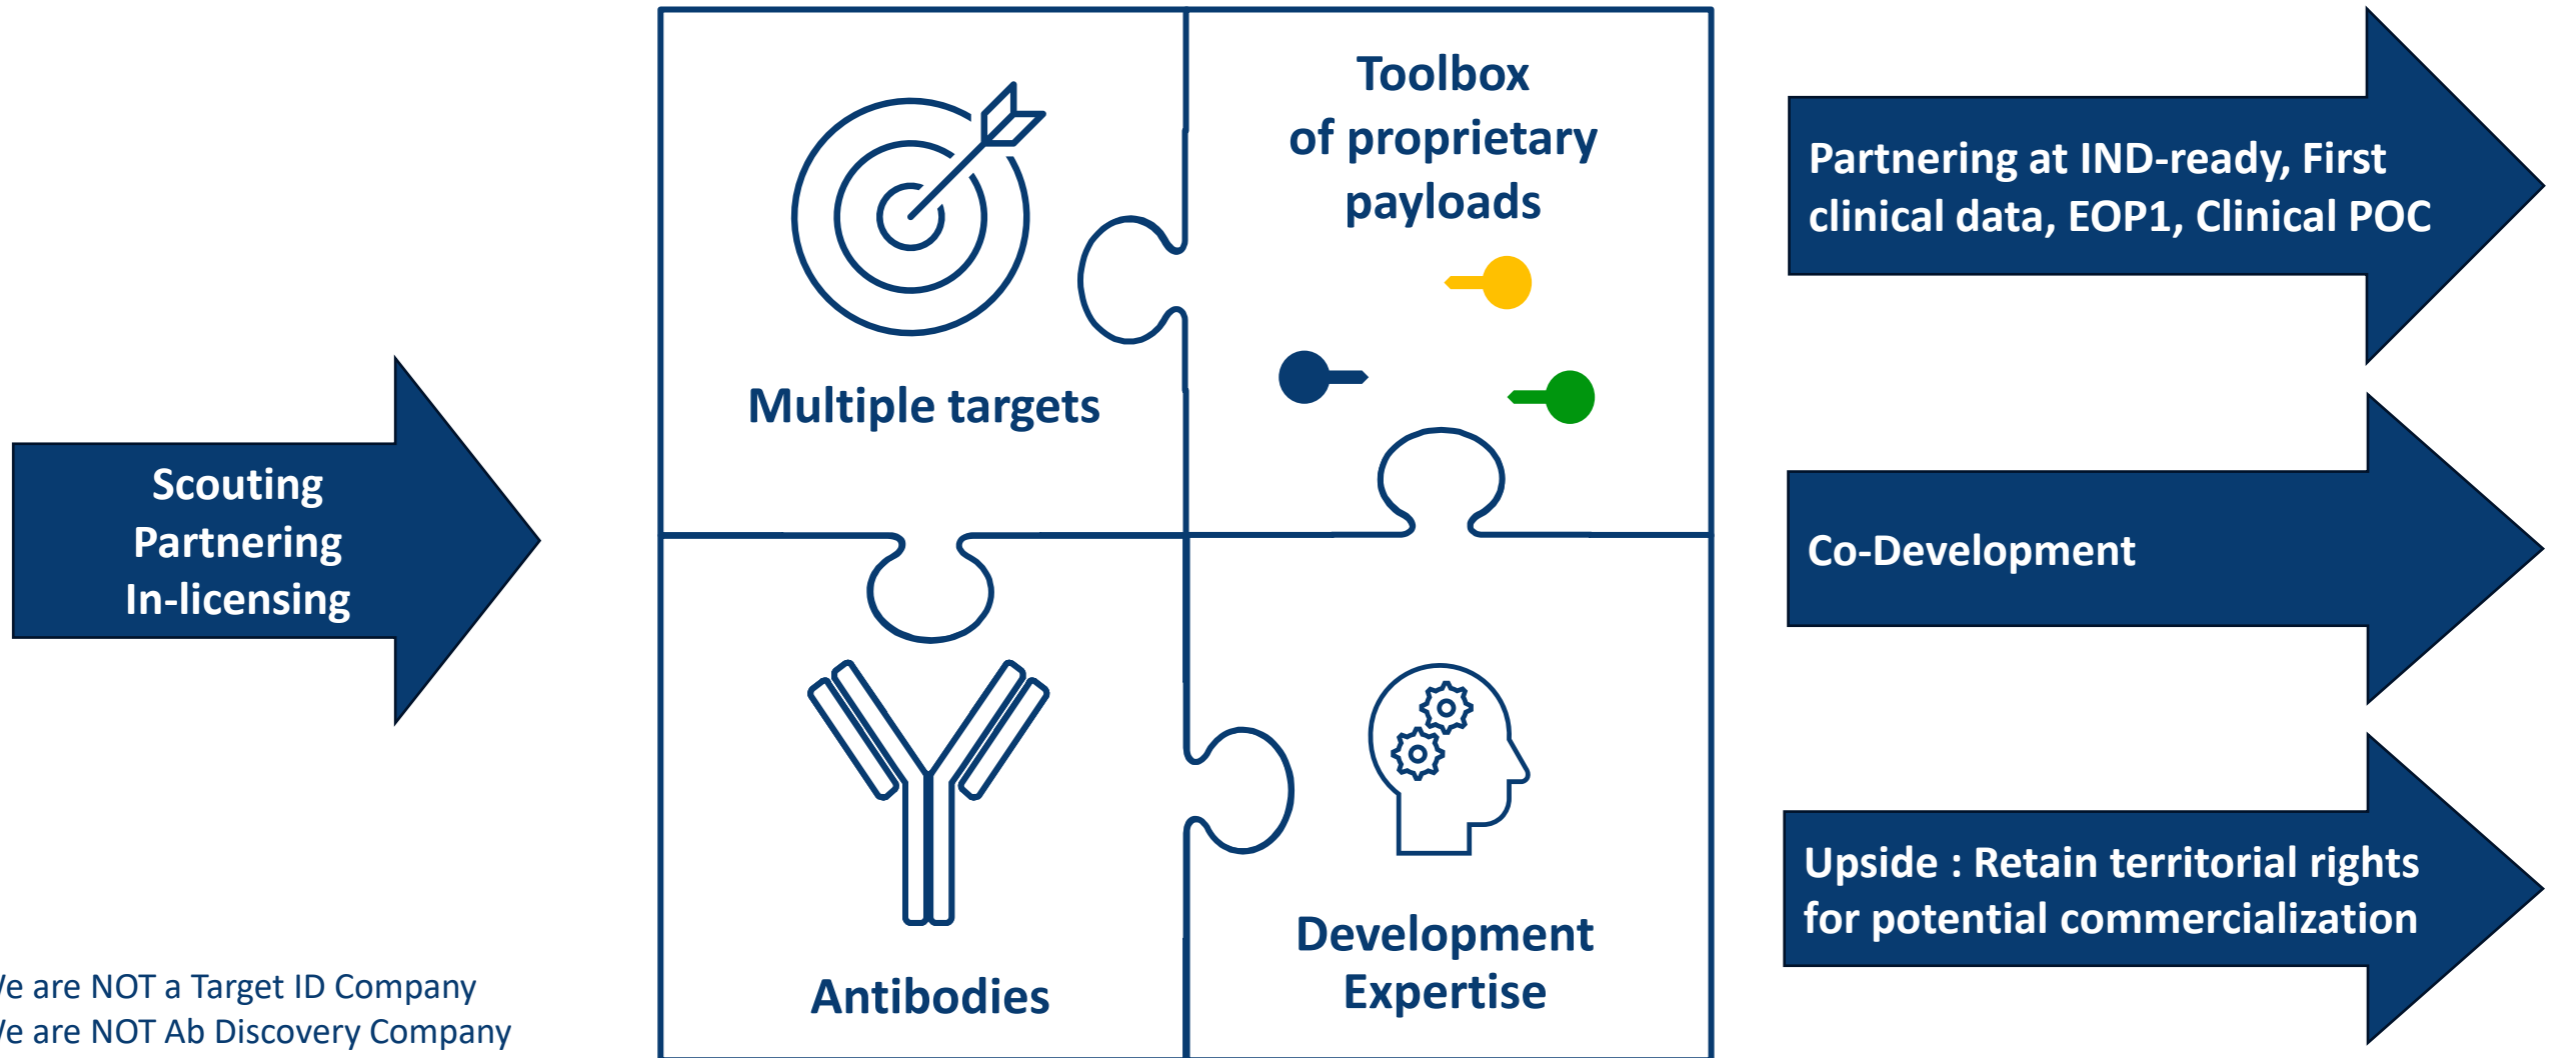 Scouting
Partnering
In-licensing
Multiple targets
Toolbox
of proprietary
payloads
Antibodies
Development
Expertise
Partnering at IND-ready, First
clinical data, EOP1, Clinical POC
Co-Development
Upside : Retain territorial rights
for potential commercialization
We are NOT a Target ID Company
We are NOT Ab Discovery Company